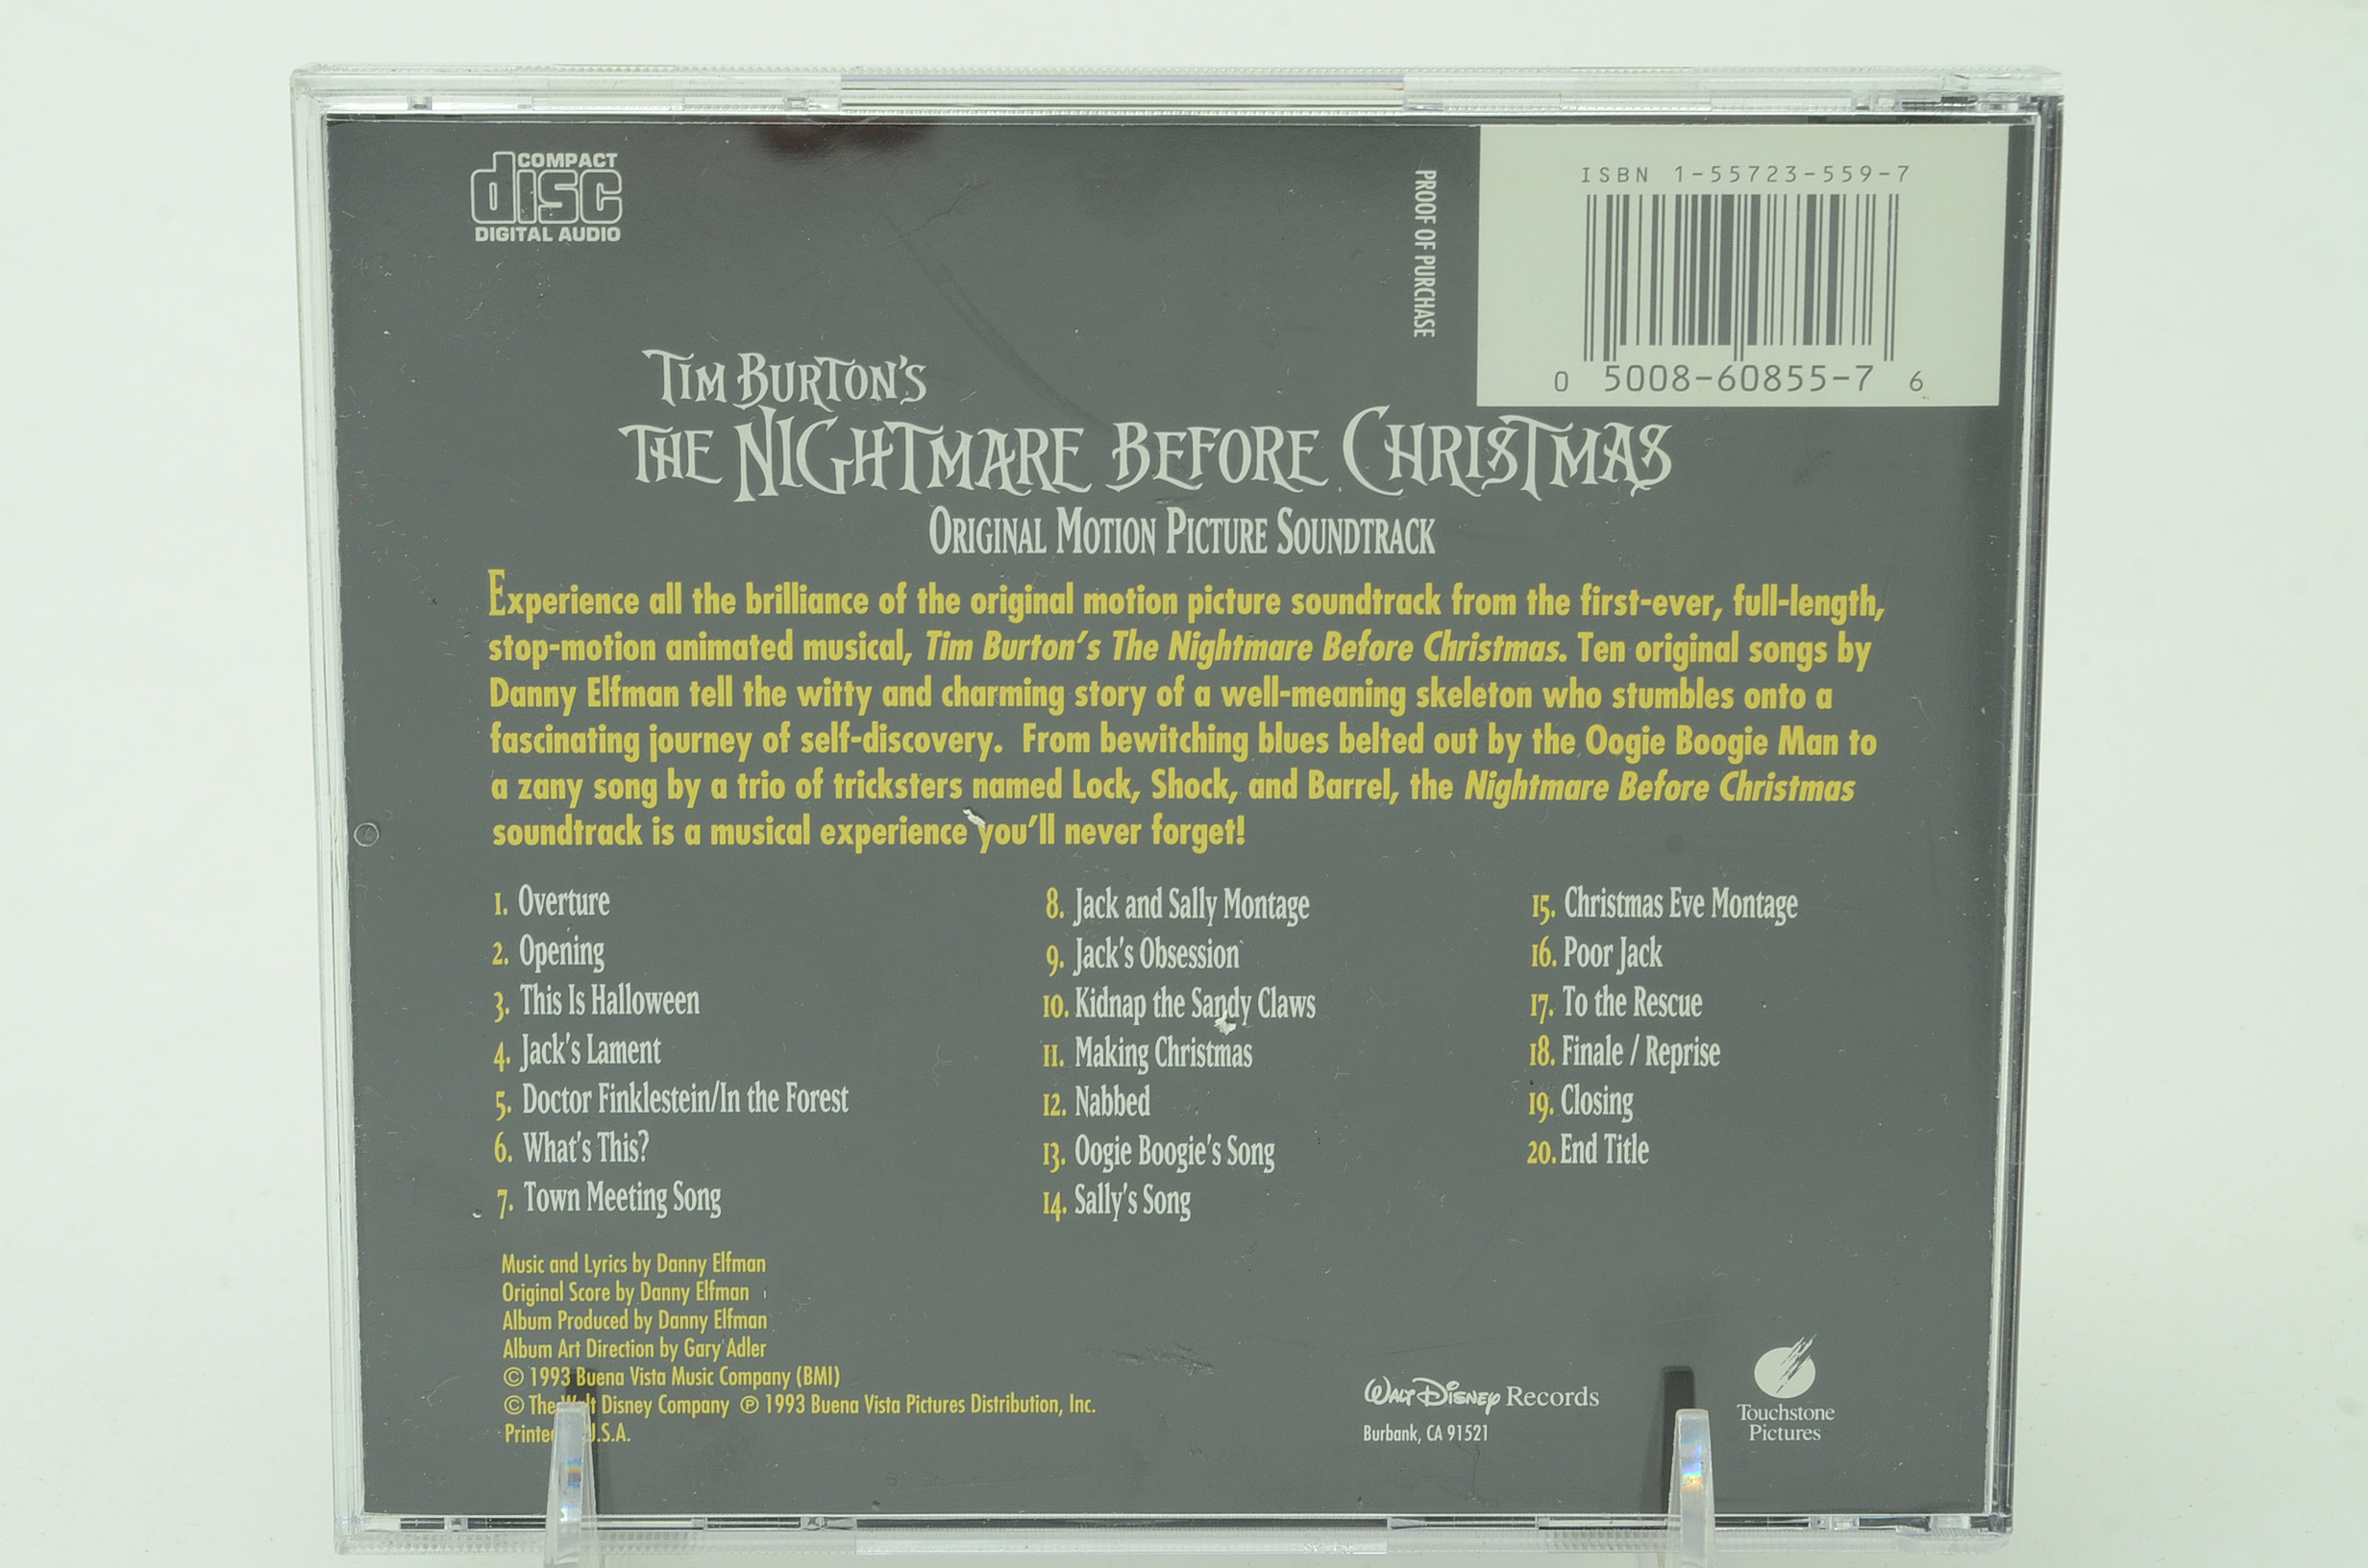 COMPACT
disc
DIGITAL AUDIO
PROOF OF PURCHASE
ISBN 1-55723-559-7
0 5008-60855-7 6
TIM BURTON'S
THE NIGHTMARE BEFORE CHRISTMAS
ORIGINAL MOTION PICTURE SOUNDTRACK
Experience all the brilliance of the original motion picture soundtrack from the first-ever, full-length,
stop-motion animated musical, Tim Burton's The Nightmare Before Christmas. Ten original songs by
Danny Elfman tell the witty and charming story of a well-meaning skeleton who stumbles onto a
fascinating journey of self-discovery. From bewitching blues belted out by the Oogie Boogie Man to
a zany song by a trio of tricksters named Lock, Shock, and Barrel, the Nightmare Before Christmas
soundtrack is a musical experience you'll never forget!
1. Overture
2. Opening
3. This Is Halloween
4. Jack's Lament
5. Doctor Finklestein/In the Forest
6. What's This?
7. Town Meeting Song
8. Jack and Sally Montage
9. Jack's Obsession
10. Kidnap the Sandy Claws
11. Making Christmas
12. Nabbed
13. Oogie Boogie's Song
14. Sally's Song
15. Christmas Eve Montage
16. Poor Jack
17. To the Rescue
18. Finale / Reprise
19. Closing
20. End Title
Music and Lyrics by Danny Elfman
Original Score by Danny Elfman
Album Produced by Danny Elfman
Album Art Direction by Gary Adler
© 1993 Buena Vista Music Company (BMI)
© The Walt Disney Company ℗ 1993 Buena Vista Pictures Distribution, Inc.
Printed U.S.A.
WALT DISNEY Records
Burbank, CA 91521
Touchstone
Pictures